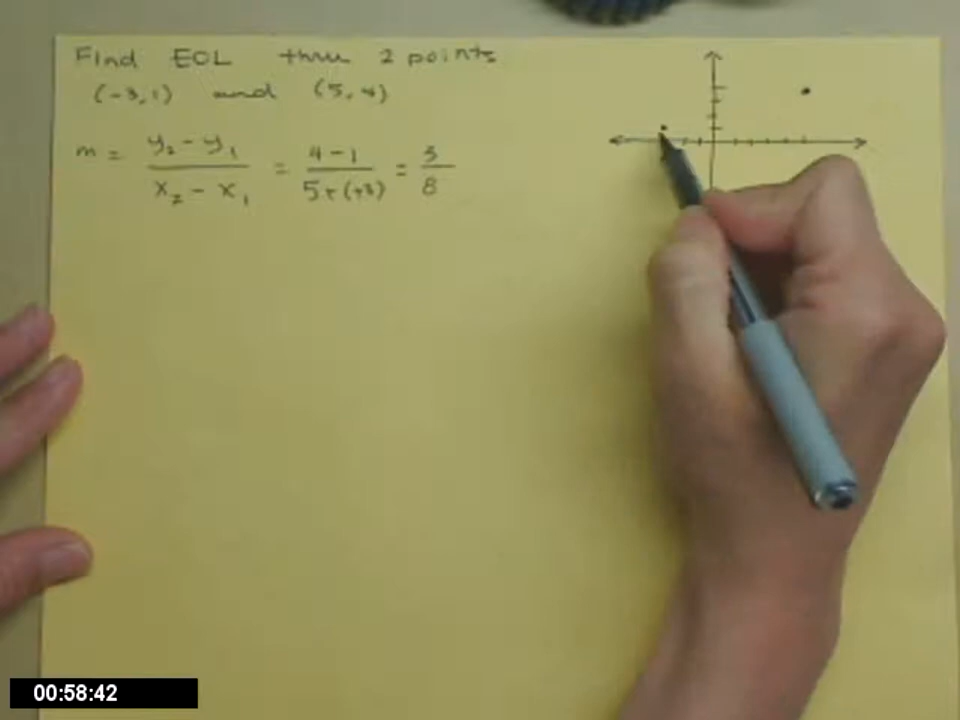 Find EOL thru 2 points
(-3,1) and (5,4)
m = y₂ - y₁ / x₂ - x₁ = 4 - 1 / 5 + (+3) = 3 / 8
00:58:42